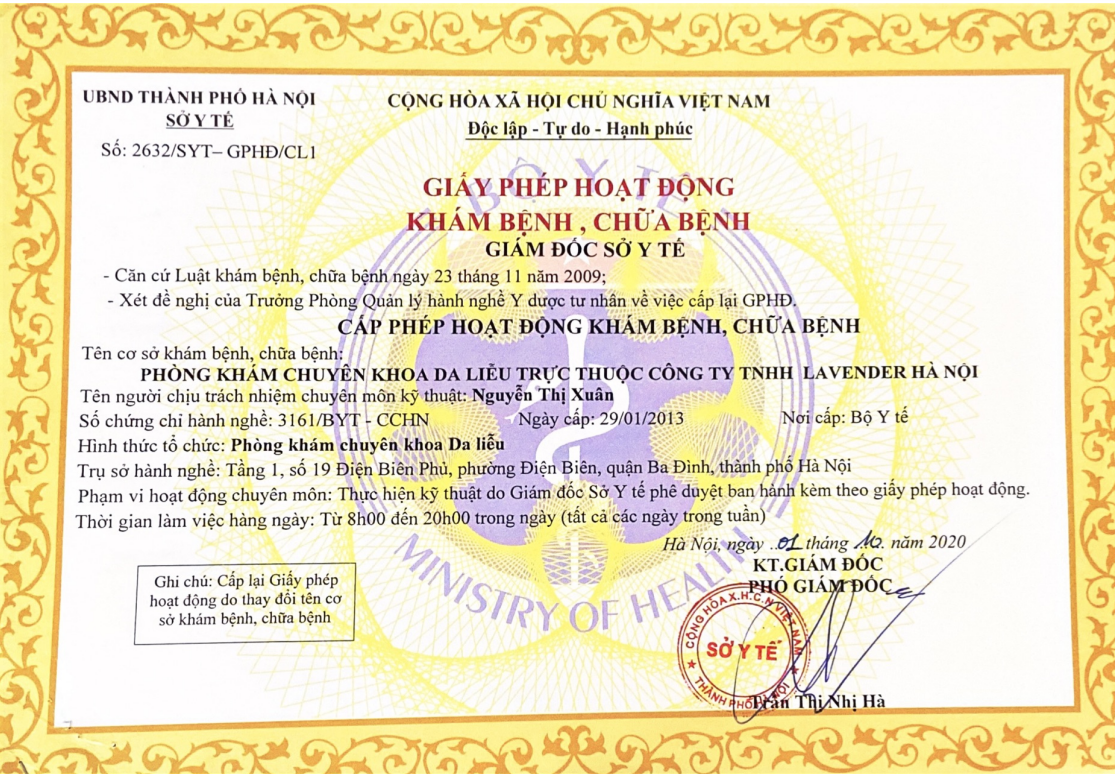 UBND THÀNH PHỐ HÀ NỘI
SỞ Y TẾ
Số: 2632/SYT– GPHĐ/CL1
CỘNG HÒA XÃ HỘI CHỦ NGHĨA VIỆT NAM
Độc lập - Tự do - Hạnh phúc
BỘ Y TẾ
GIẤY PHÉP HOẠT ĐỘNG
KHÁM BỆNH , CHỮA BỆNH
GIÁM ĐỐC SỞ Y TẾ
- Căn cứ Luật khám bệnh, chữa bệnh ngày 23 tháng 11 năm 2009;
- Xét đề nghị của Trưởng Phòng Quản lý hành nghề Y dược tư nhân về việc cấp lại GPHĐ.
CẤP PHÉP HOẠT ĐỘNG KHÁM BỆNH, CHỮA BỆNH
Tên cơ sở khám bệnh, chữa bệnh:
PHÒNG KHÁM CHUYÊN KHOA DA LIỄU TRỰC THUỘC CÔNG TY TNHH LAVENDER HÀ NỘI
Tên người chịu trách nhiệm chuyên môn kỹ thuật: Nguyễn Thị Xuân
Số chứng chỉ hành nghề: 3161/BYT - CCHN Ngày cấp: 29/01/2013 Nơi cấp: Bộ Y tế
Hình thức tổ chức: Phòng khám chuyên khoa Da liễu
Trụ sở hành nghề: Tầng 1, số 19 Điện Biên Phủ, phường Điện Biên, quận Ba Đình, thành phố Hà Nội
Phạm vi hoạt động chuyên môn: Thực hiện kỹ thuật do Giám đốc Sở Y tế phê duyệt ban hành kèm theo giấy phép hoạt động.
Thời gian làm việc hàng ngày: Từ 8h00 đến 20h00 trong ngày (tất cả các ngày trong tuần)
Hà Nội, ngày ..01 tháng .10. năm 2020
KT.GIÁM ĐỐC
PHÓ GIÁM ĐỐC
Ghi chú: Cấp lại Giấy phép
hoạt động do thay đổi tên cơ
sở khám bệnh, chữa bệnh
MINISTRY OF HEALTH
CỘNG HÒA X.H.C.N VIỆT NAM
SỞ Y TẾ
THÀNH PHỐ HÀ NỘI
Trần Thị Nhị Hà